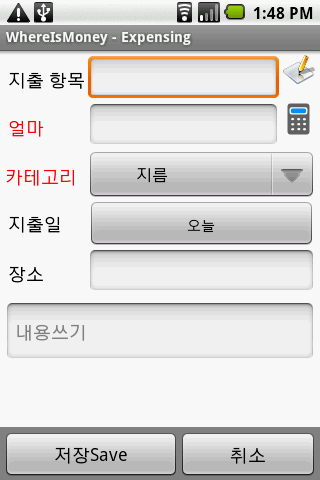 1:48 PM
WhereIsMoney - Expensing
지출 항목
얼마
카테고리 지름
지출일 오늘
장소
내용쓰기
저장Save 취소